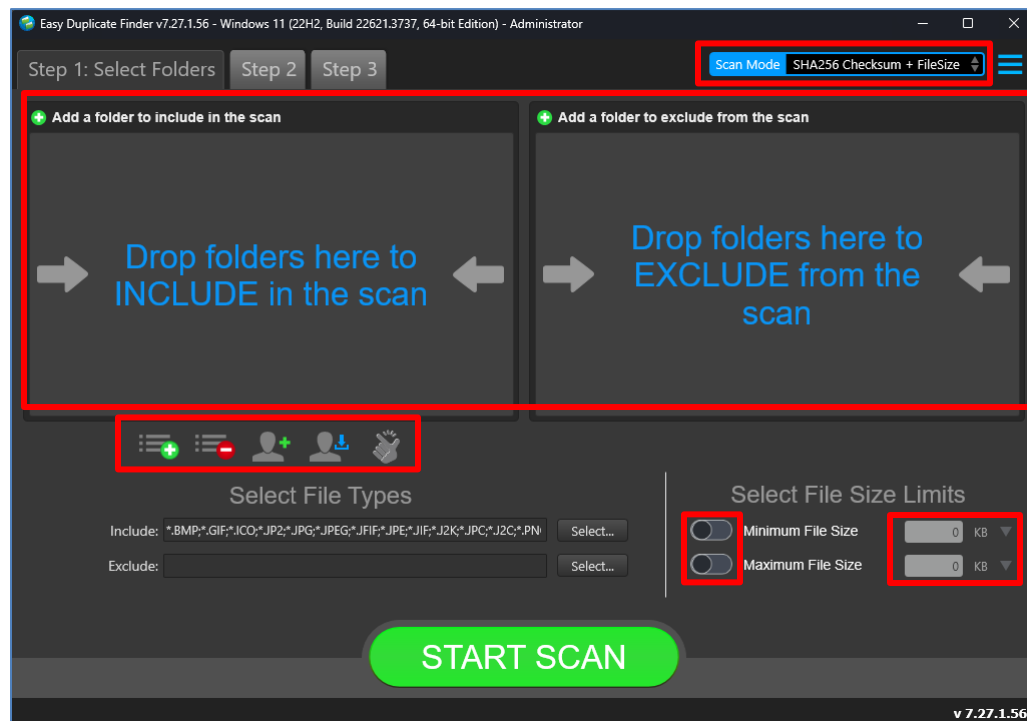 Easy Duplicate Finder v7.27.1.56 - Windows 11 (22H2, Build 22621.3737, 64-bit Edition) - Administrator
Step 1: Select Folders Step 2 Step 3
Scan Mode SHA256 Checksum + FileSize
Add a folder to include in the scan
Add a folder to exclude from the scan
Drop folders here to
INCLUDE in the scan
Drop folders here to
EXCLUDE from the
scan
Select File Types
Include: *.BMP;*.GIF;*.ICO;*.JP2;*.JPG;*.JPEG;*.JFIF;*.JPE;*.JIF;*.J2K;*.JPC;*.J2C;*.PN Select...
Exclude: Select...
Select File Size Limits
Minimum File Size 0 KB
Maximum File Size 0 KB
START SCAN
v 7.27.1.56